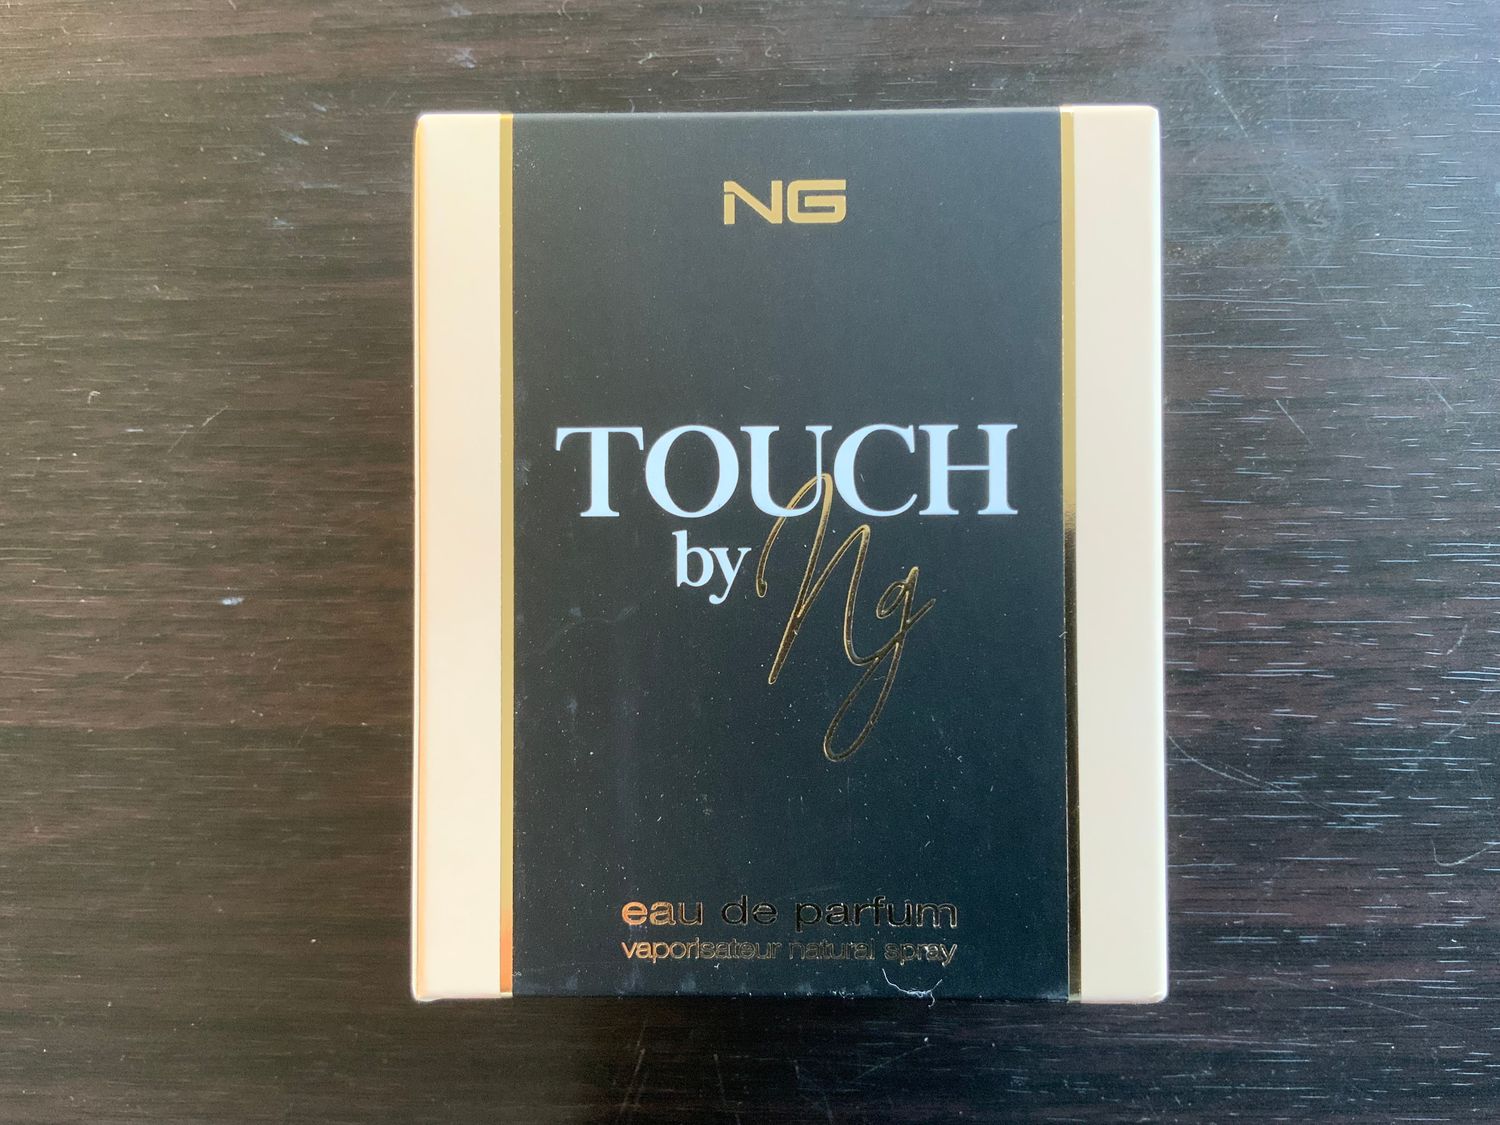 NG
TOUCH
by Ng
eau de parfum
vaporisateur natural spray